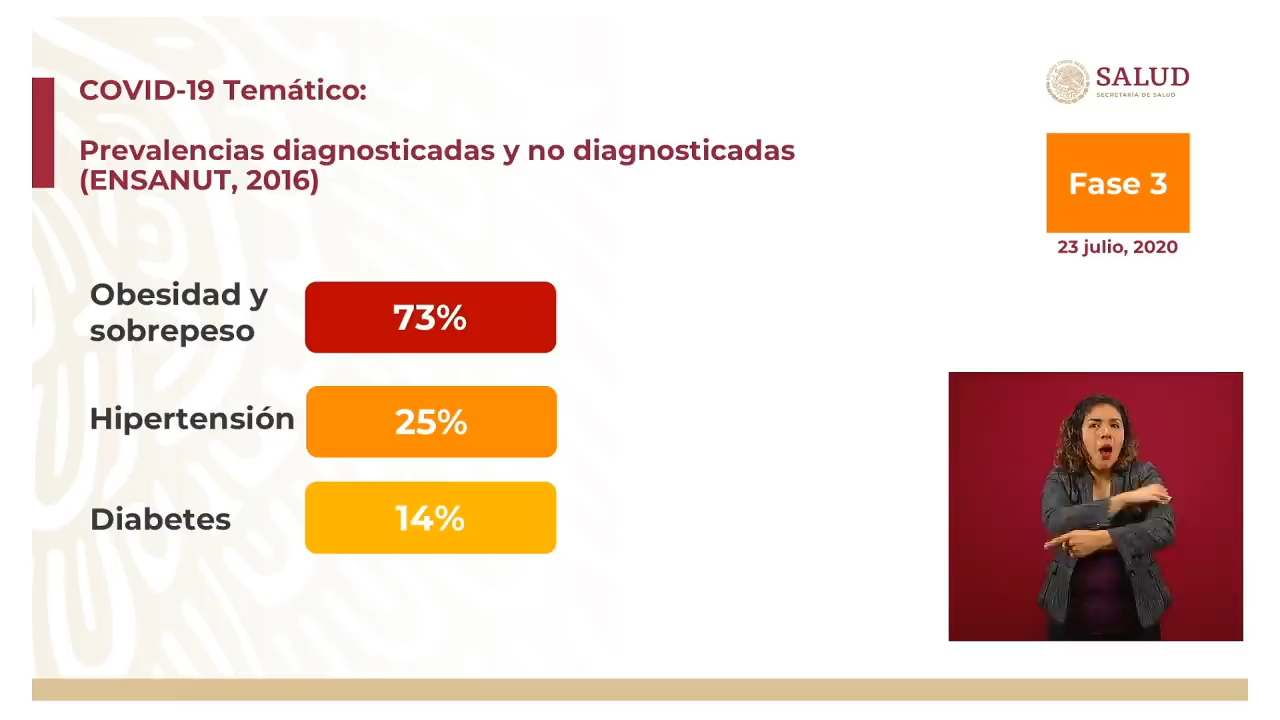 COVID-19 Temático:
Prevalencias diagnosticadas y no diagnosticadas
(ENSANUT, 2016)
SALUD
SECRETARÍA DE SALUD
Fase 3
23 julio, 2020
Obesidad y
sobrepeso
73%
Hipertensión
25%
Diabetes
14%